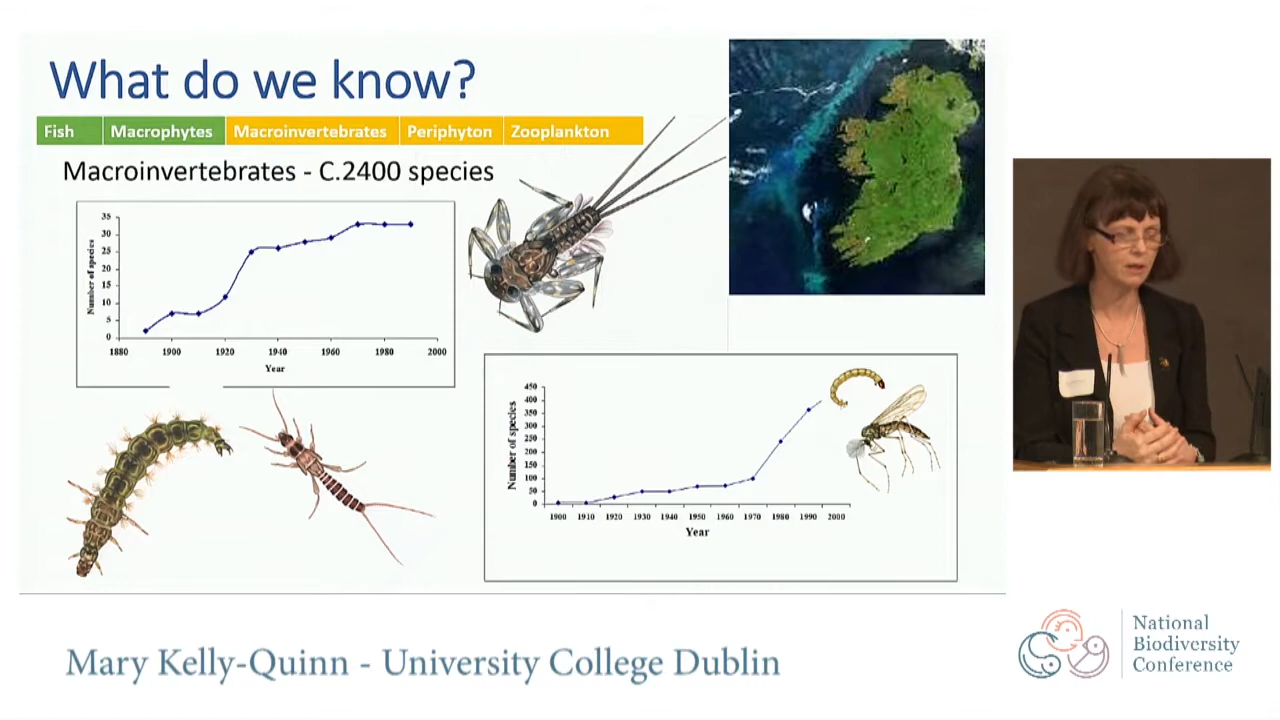 What do we know?
Fish Macrophytes Macroinvertebrates Periphyton Zooplankton
Macroinvertebrates - C.2400 species
Number of species
35
30
25
20
15
10
5
0
1880 1900 1920 1940 1960 1980 2000
Year
Number of species
450
400
350
300
250
200
150
100
50
0
1900 1910 1920 1930 1940 1950 1960 1970 1980 1990 2000
Year
Mary Kelly-Quinn - University College Dublin
National
Biodiversity
Conference